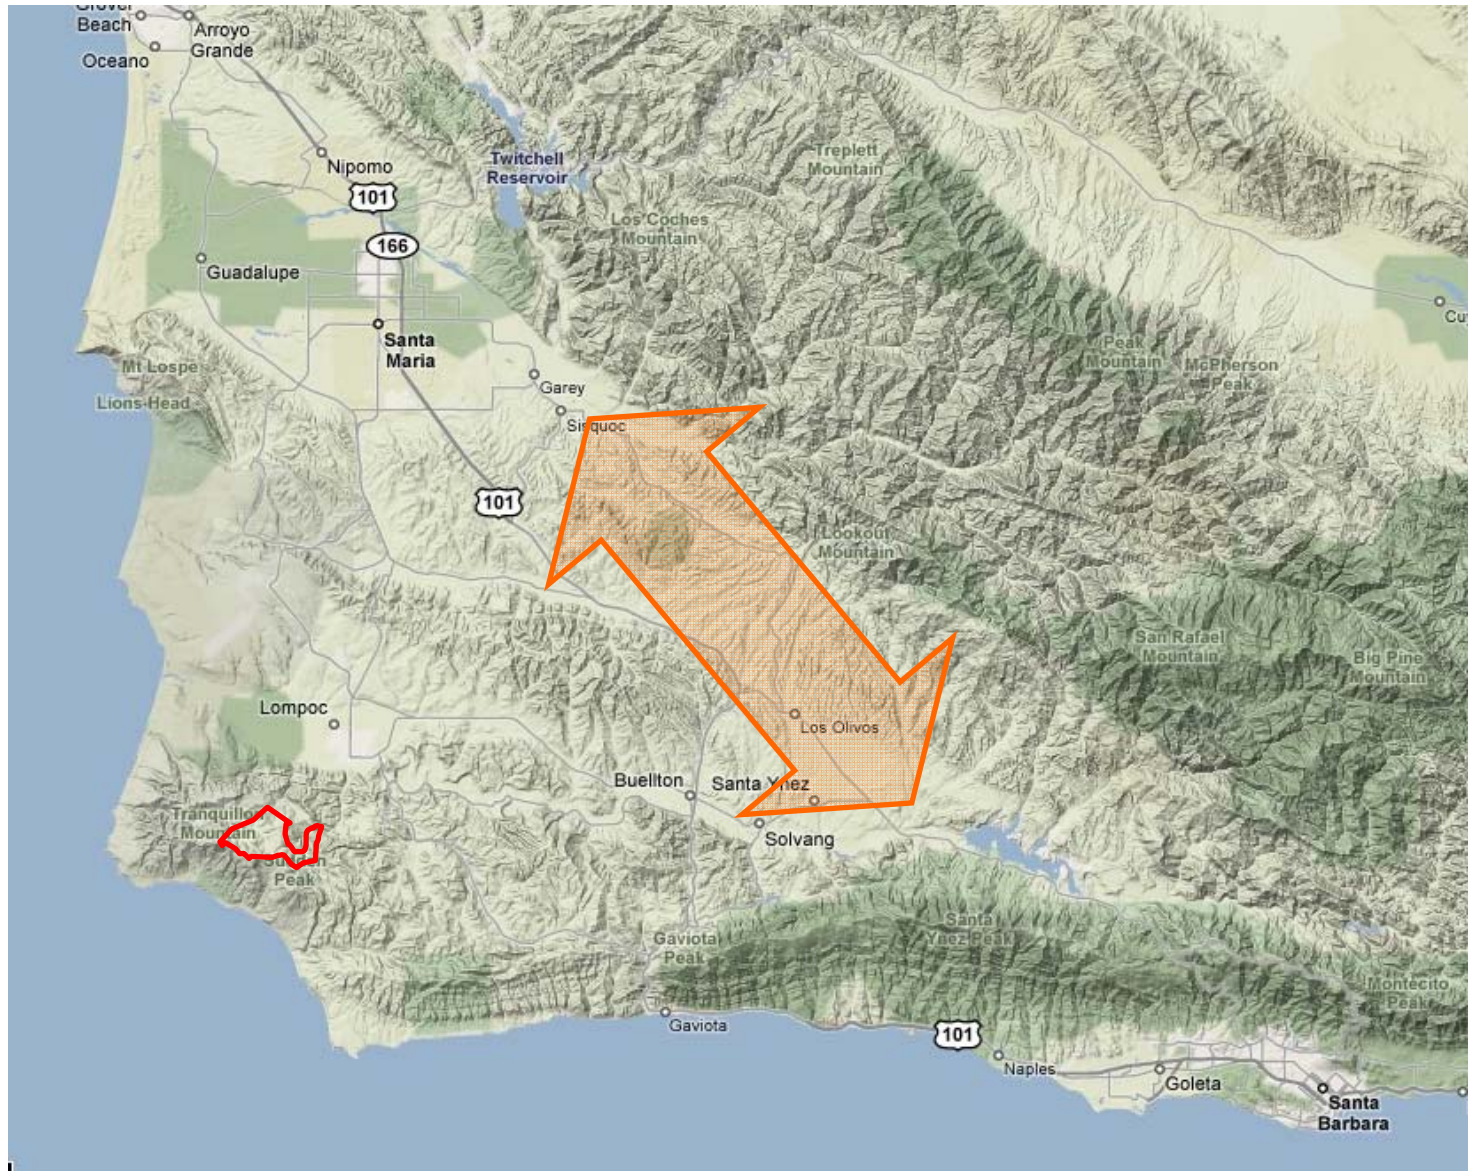 Grover
Beach
Arroyo
Grande
Oceano
Nipomo
101
Twitchell
Reservoir
Treplett
Mountain
Los Coches
Mountain
166
Guadalupe
Santa
Maria
Mt Lospe
Lions Head
Garey
Sisquoc
Peak
Mountain
McPherson
Peak
101
Lookout
Mountain
San Rafael
Mountain
Big Pine
Mountain
Lompoc
Los Olivos
Buellton
Santa Ynez
Solvang
Tranquillon
Mountain
Peak
Santa
Ynez Peak
Gaviota
Peak
Gaviota
101
Naples
Goleta
Montecito
Peak
Santa
Barbara